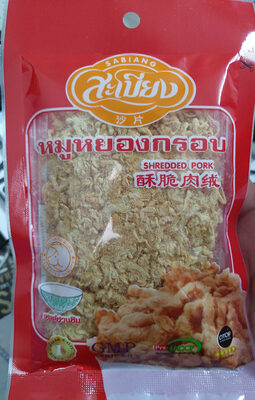 SABIANG
สะเบียง
沙片
หมูหยองกรอบ
SHREDDED PORK
酥脆肉绒
GMP
HACCP